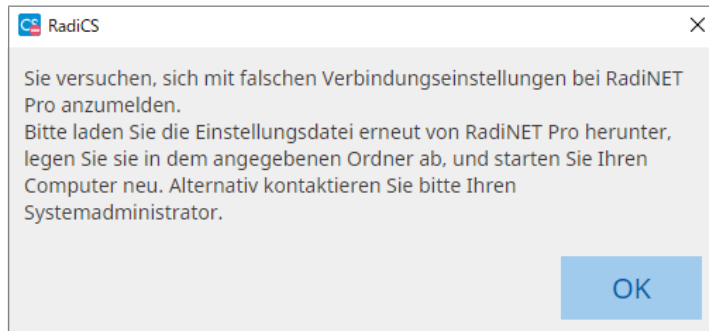 RadiCS
Sie versuchen, sich mit falschen Verbindungseinstellungen bei RadiNET
Pro anzumelden.
Bitte laden Sie die Einstellungsdatei erneut von RadiNET Pro herunter,
legen Sie sie in dem angegebenen Ordner ab, und starten Sie Ihren
Computer neu. Alternativ kontaktieren Sie bitte Ihren
Systemadministrator.
OK